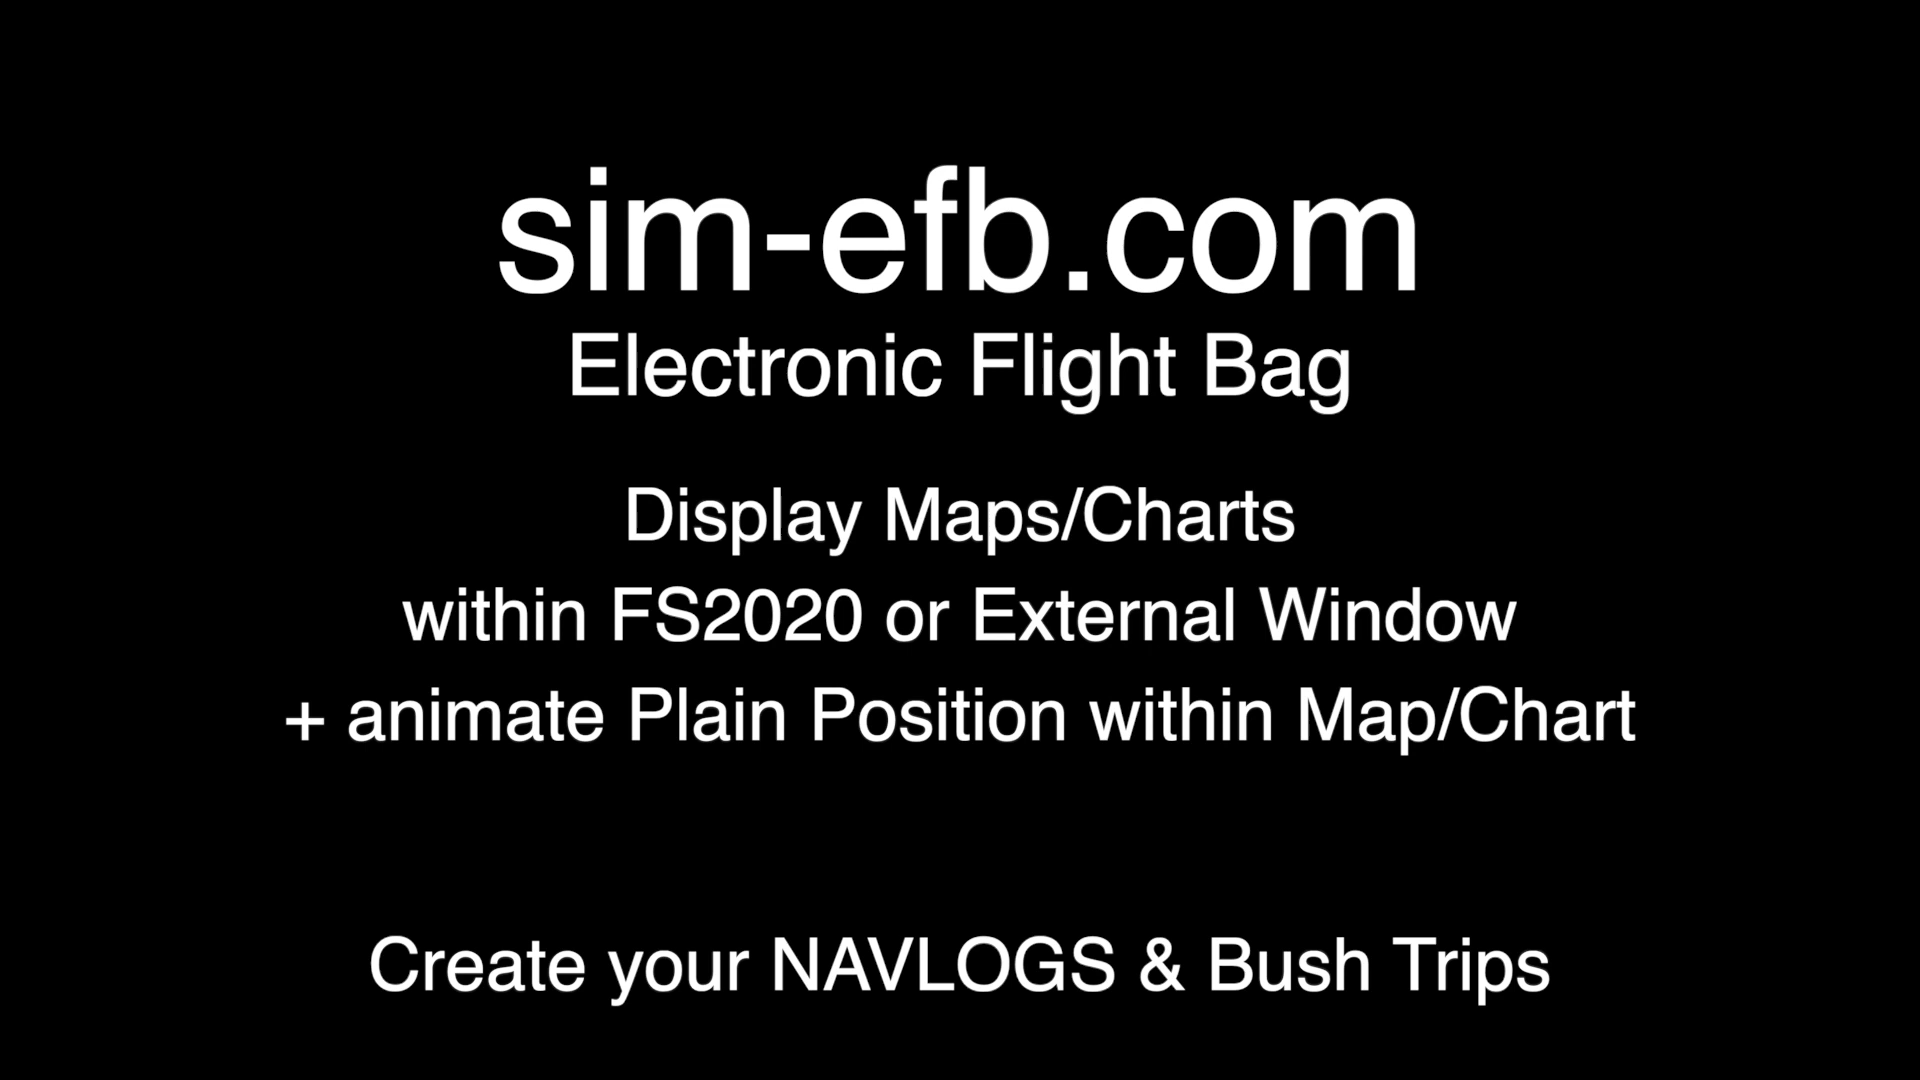 sim-efb.com
Electronic Flight Bag
Display Maps/Charts
within FS2020 or External Window
+ animate Plain Position within Map/Chart
Create your NAVLOGS & Bush Trips